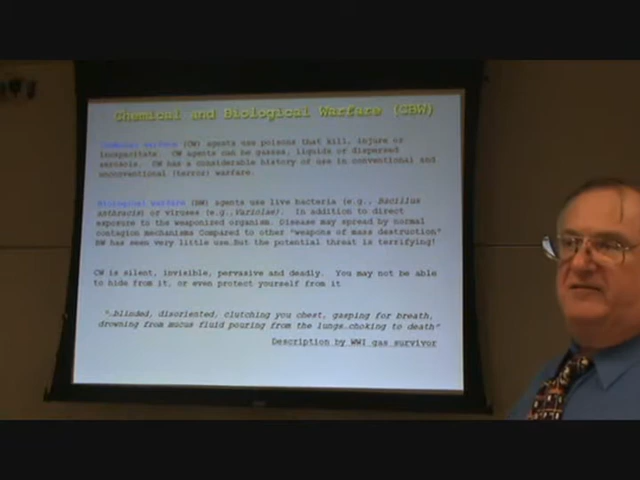 Chemical and Biological Warfare (CBW)
Chemical Warfare (CW) agents use poisons that kill, injure or
incapacitate. CW agents can be gasses, liquids or dispersed
aerosols. CW has a considerable history of use in conventional and
unconventional (terror) warfare.
Biological Warfare (BW) agents use live bacteria (e.g., Bacillus
anthracis) or viruses (e.g., Variolae). In addition to direct
exposure to the weaponized organism. Disease may spread by normal
contagion mechanisms Compared to other "weapons of mass destruction"
BW has seen very little use.But the potential threat is terrifying!
CW is silent, invisible, pervasive and deadly. You may not be able
to hide from it, or even protect yourself from it
"…blinded, disoriented, clutching you chest, gasping for breath,
drowning from mucus fluid pouring from the lungs…choking to death"
Description by WWI gas survivor